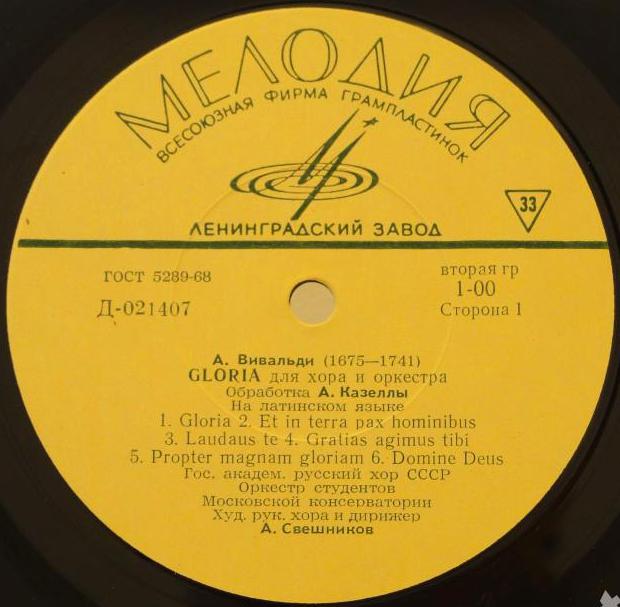 МЕЛОДИЯ
ВСЕСОЮЗНАЯ ФИРМА ГРАМПЛАСТИНОК
33
ЛЕНИНГРАДСКИЙ ЗАВОД
ГОСТ 5289-68
вторая гр
Д-021407
1-00
Сторона 1
А. Вивальди (1675—1741)
GLORIA для хора и оркестра
Обработка А. Казеллы
На латинском языке
1. Gloria 2. Et in terra pax hominibus
3. Laudaus te 4. Gratias agimus tibi
5. Propter magnam gloriam 6. Domine Deus
Гос. академ. русский хор СССР
Оркестр студентов
Московской консерватории
Худ. рук. хора и дирижер
А. Свешников